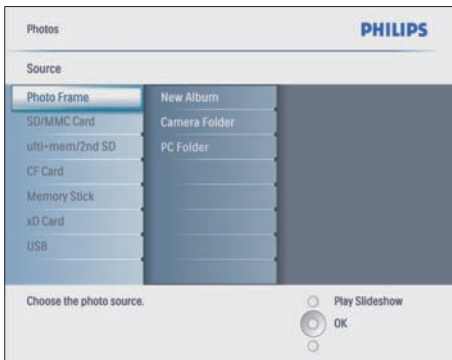 Photos
PHILIPS
Source
Photo Frame
New Album
SD/MMC Card
Camera Folder
ulti-mem/2nd SD
PC Folder
CF Card
Memory Stick
xD Card
USB
Choose the photo source.
Play Slideshow
OK